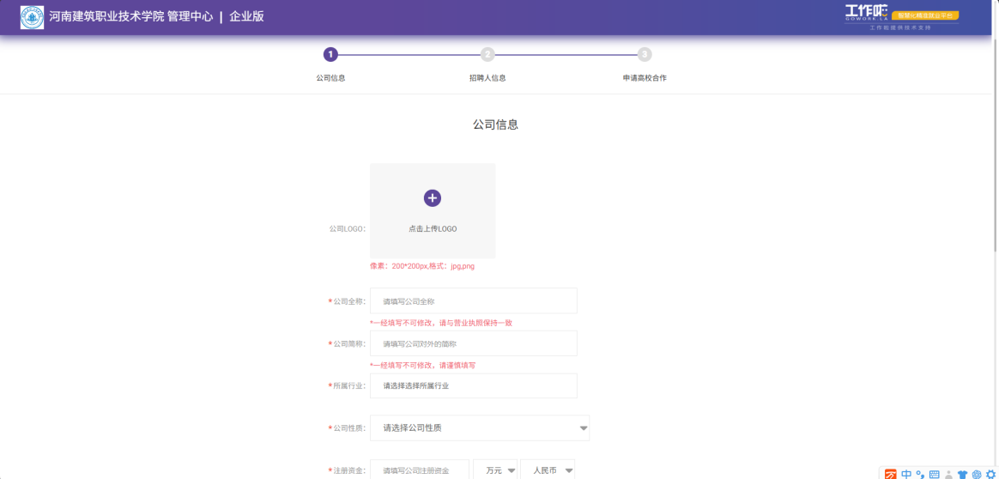 河南建筑职业技术学院 管理中心 | 企业版
工作啦
GOWORK.LA
智慧化精准就业平台
工作啦提供技术支持
1 2 3
公司信息 招聘人信息 申请高校合作
公司信息
点击上传LOGO
公司LOGO：
像素：200*200px,格式：jpg,png
*公司全称： 请填写公司全称
*一经填写不可修改，请与营业执照保持一致
*公司简称： 请填写公司对外的简称
*一经填写不可修改，请谨慎填写
*所属行业： 请选择选择所属行业
*公司性质： 请选择公司性质
*注册资金： 请填写公司注册资金 万元 人民币
中